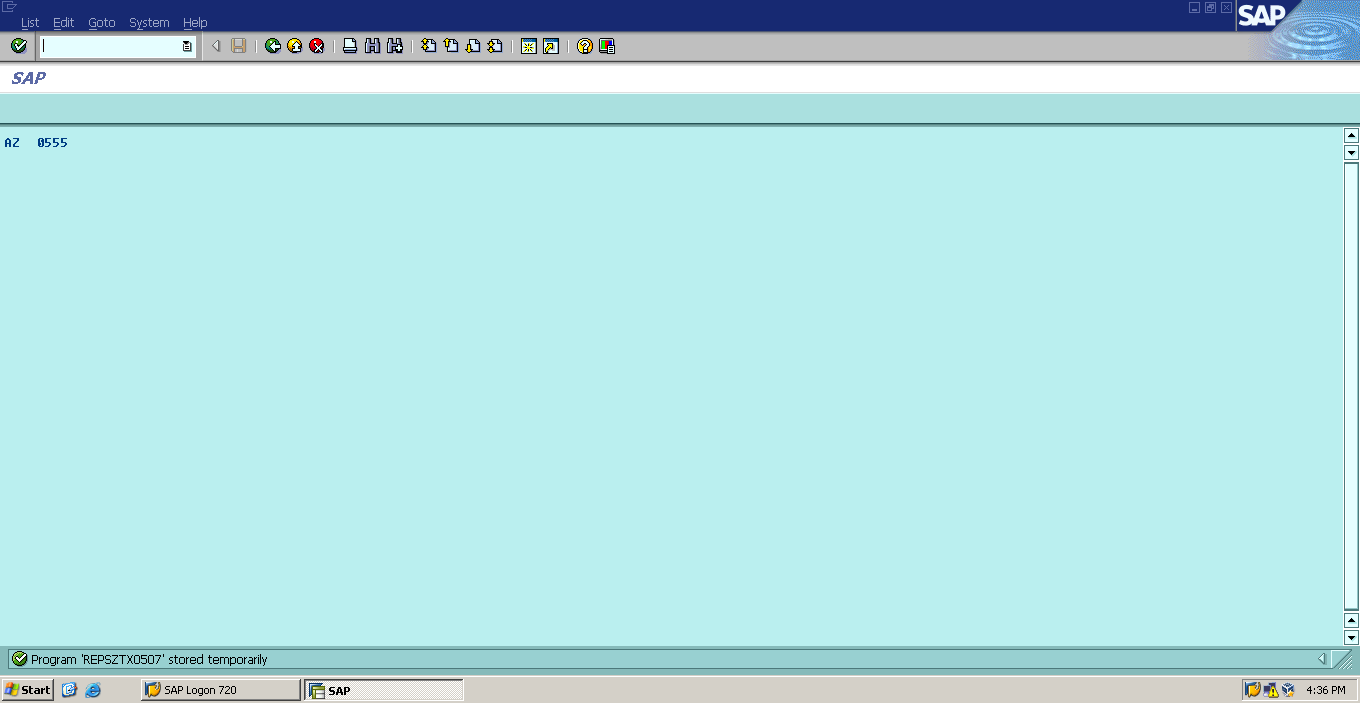 List Edit Goto System Help
SAP
SAP
AZ 0555
Program 'REPSZTX0507' stored temporarily
Start SAP Logon 720 SAP 4:36 PM